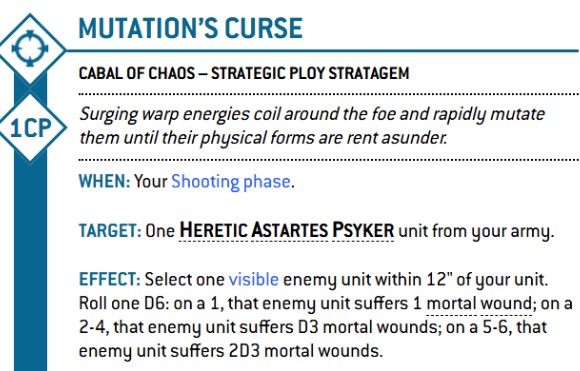 MUTATION'S CURSE
CABAL OF CHAOS – STRATEGIC PLOY STRATAGEM
1CP
Surging warp energies coil around the foe and rapidly mutate
them until their physical forms are rent asunder.
WHEN: Your Shooting phase.
TARGET: One HERETIC ASTARTES PSYKER unit from your army.
EFFECT: Select one visible enemy unit within 12" of your unit.
Roll one D6: on a 1, that enemy unit suffers 1 mortal wound; on a
2-4, that enemy unit suffers D3 mortal wounds; on a 5-6, that
enemy unit suffers 2D3 mortal wounds.